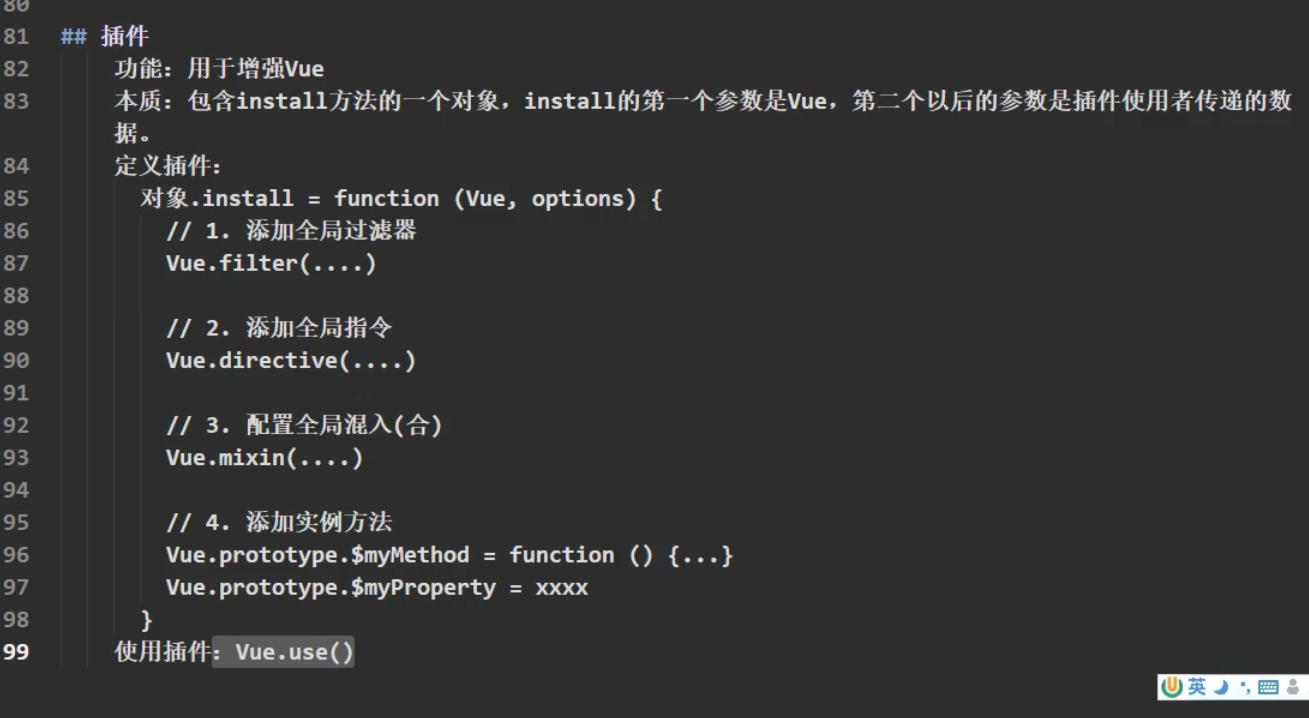 80
81 ## 插件
82 功能：用于增强Vue
83 本质：包含install方法的一个对象，install的第一个参数是Vue，第二个以后的参数是插件使用者传递的数
据。
84 定义插件：
85 对象.install = function (Vue, options) {
86 // 1. 添加全局过滤器
87 Vue.filter(....)
88
89 // 2. 添加全局指令
90 Vue.directive(....)
91
92 // 3. 配置全局混入(合)
93 Vue.mixin(....)
94
95 // 4. 添加实例方法
96 Vue.prototype.$myMethod = function () {...}
97 Vue.prototype.$myProperty = xxxx
98 }
99 使用插件：Vue.use()
英